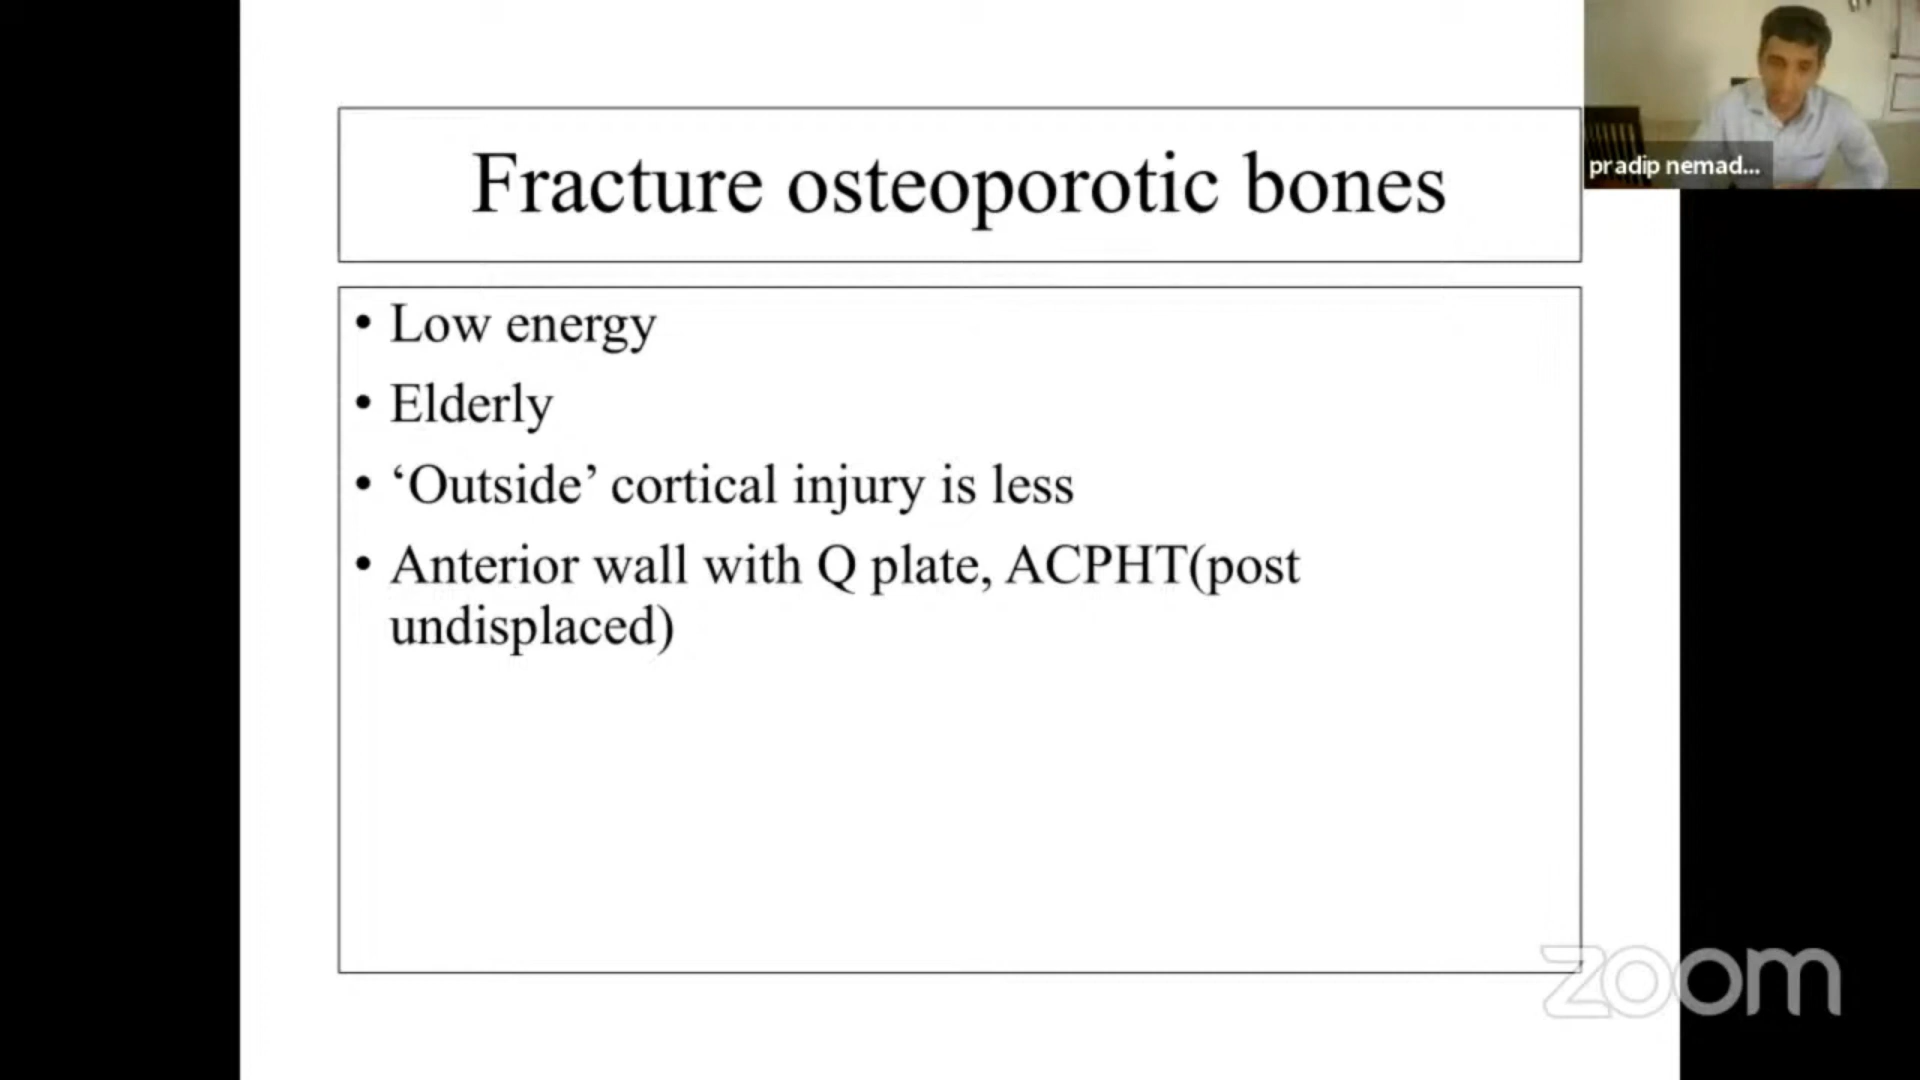 Fracture osteoporotic bones
pradip nemad...
• Low energy
• Elderly
• ‘Outside’ cortical injury is less
• Anterior wall with Q plate, ACPHT(post
undisplaced)
zoom